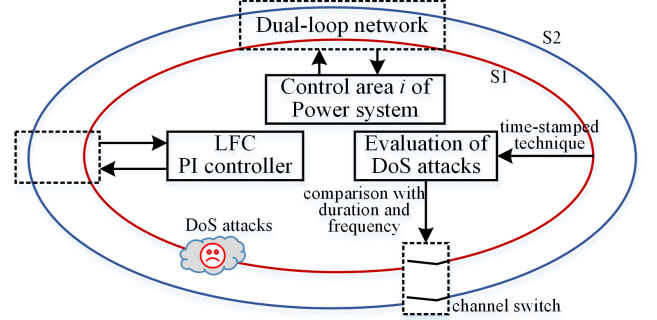 Dual-loop network
S2
S1
Control area i of
Power system
LFC
PI controller
Evaluation of
DoS attacks
time-stamped
technique
comparison with
duration and
frequency
DoS attacks
channel switch